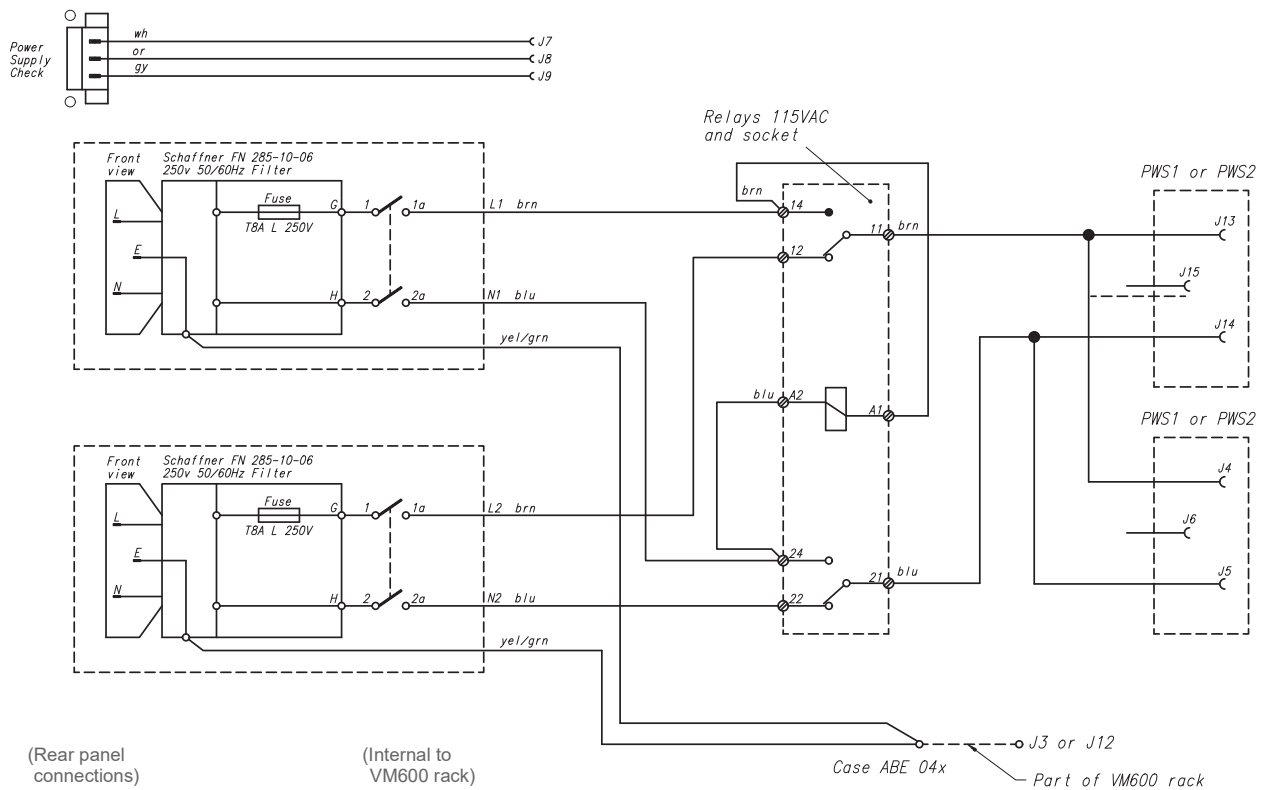 wh
or
gy
Power
Supply
Check
J7
J8
J9
Relays 115VAC
and socket
Front
view
Schaffner FN 285-10-06
250v 50/60Hz Filter
L
E
N
Fuse
T8A L 250V
G
H
1
1a
2
2a
L1 brn
N1 blu
yel/grn
brn
14
12
11
brn
PWS1 or PWS2
J13
J15
J14
blu
A2
A1
PWS1 or PWS2
J4
J6
J5
Front
view
Schaffner FN 285-10-06
250v 50/60Hz Filter
L
E
N
Fuse
T8A L 250V
G
H
1
1a
2
2a
L2 brn
N2 blu
yel/grn
24
22
21
blu
(Rear panel
connections)
(Internal to
VM600 rack)
Case ABE 04x
J3 or J12
Part of VM600 rack